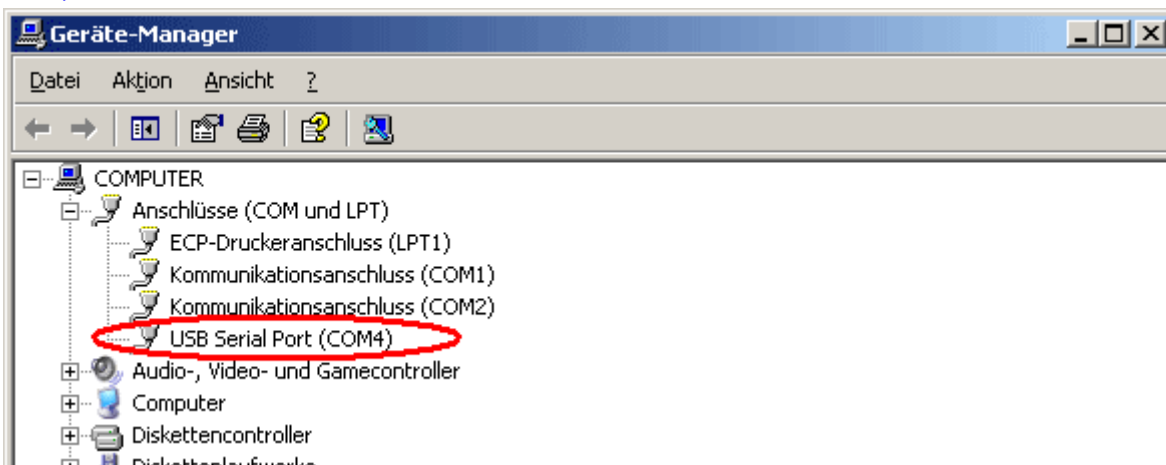 Geräte-Manager
Datei Aktion Ansicht ?
COMPUTER
Anschlüsse (COM und LPT)
ECP-Druckeranschluss (LPT1)
Kommunikationsanschluss (COM1)
Kommunikationsanschluss (COM2)
USB Serial Port (COM4)
Audio-, Video- und Gamecontroller
Computer
Diskettencontroller
Diskettenlaufwerke